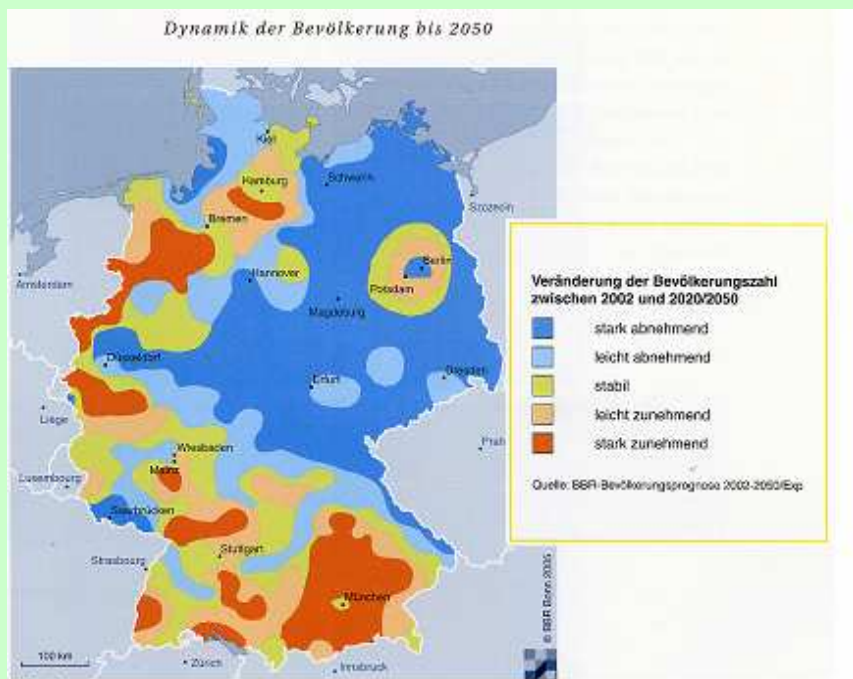 Dynamik der Bevölkerung bis 2050
Kiel
Schwerin
Hamburg
Szczecin
Bremen
Berlin
Amsterdam
Hannover
Potsdam
Magdeburg
Düsseldorf
Erfurt
Dresden
Liège
Wiesbaden
Mainz
Luxembourg
Saarbrücken
Strasbourg
Stuttgart
München
100 km
Zürich
Innsbruck
© BBR Bonn 2005
Veränderung der Bevölkerungszahl
zwischen 2002 und 2020/2050
stark abnehmend
leicht abnehmend
stabil
leicht zunehmend
stark zunehmend
Quelle: BBR-Bevölkerungsprognose 2002-2050/Exp